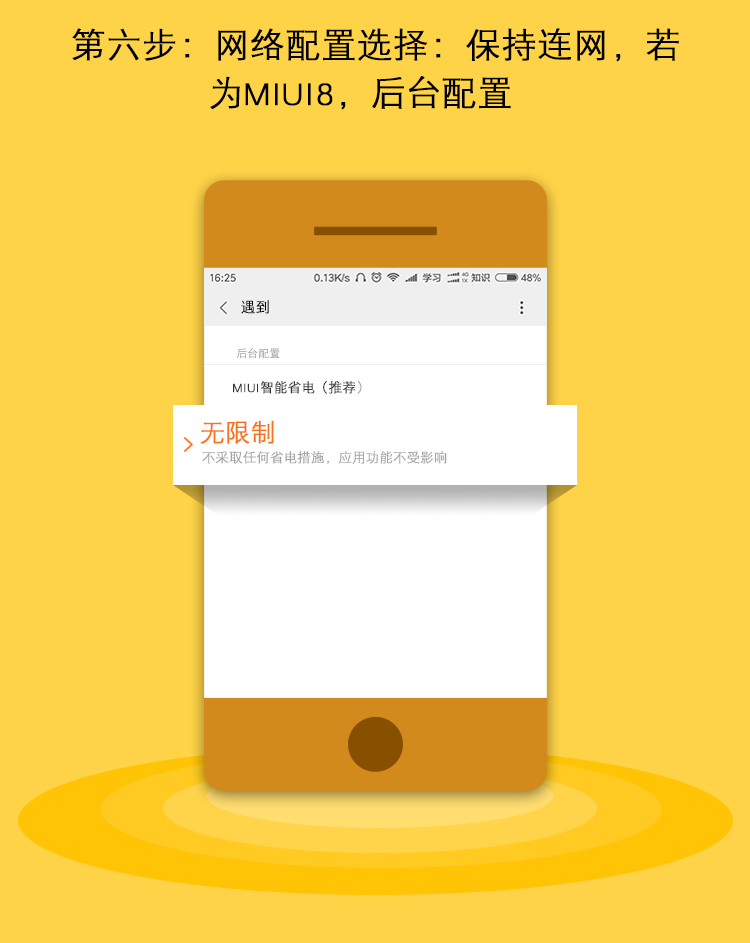 第六步：网络配置选择：保持连网，若
为MIUI8，后台配置
16:25 0.13K/s 学习 4G 1X 知识 48%
遇到
后台配置
MIUI智能省电（推荐）
无限制
不采取任何省电措施，应用功能不受影响